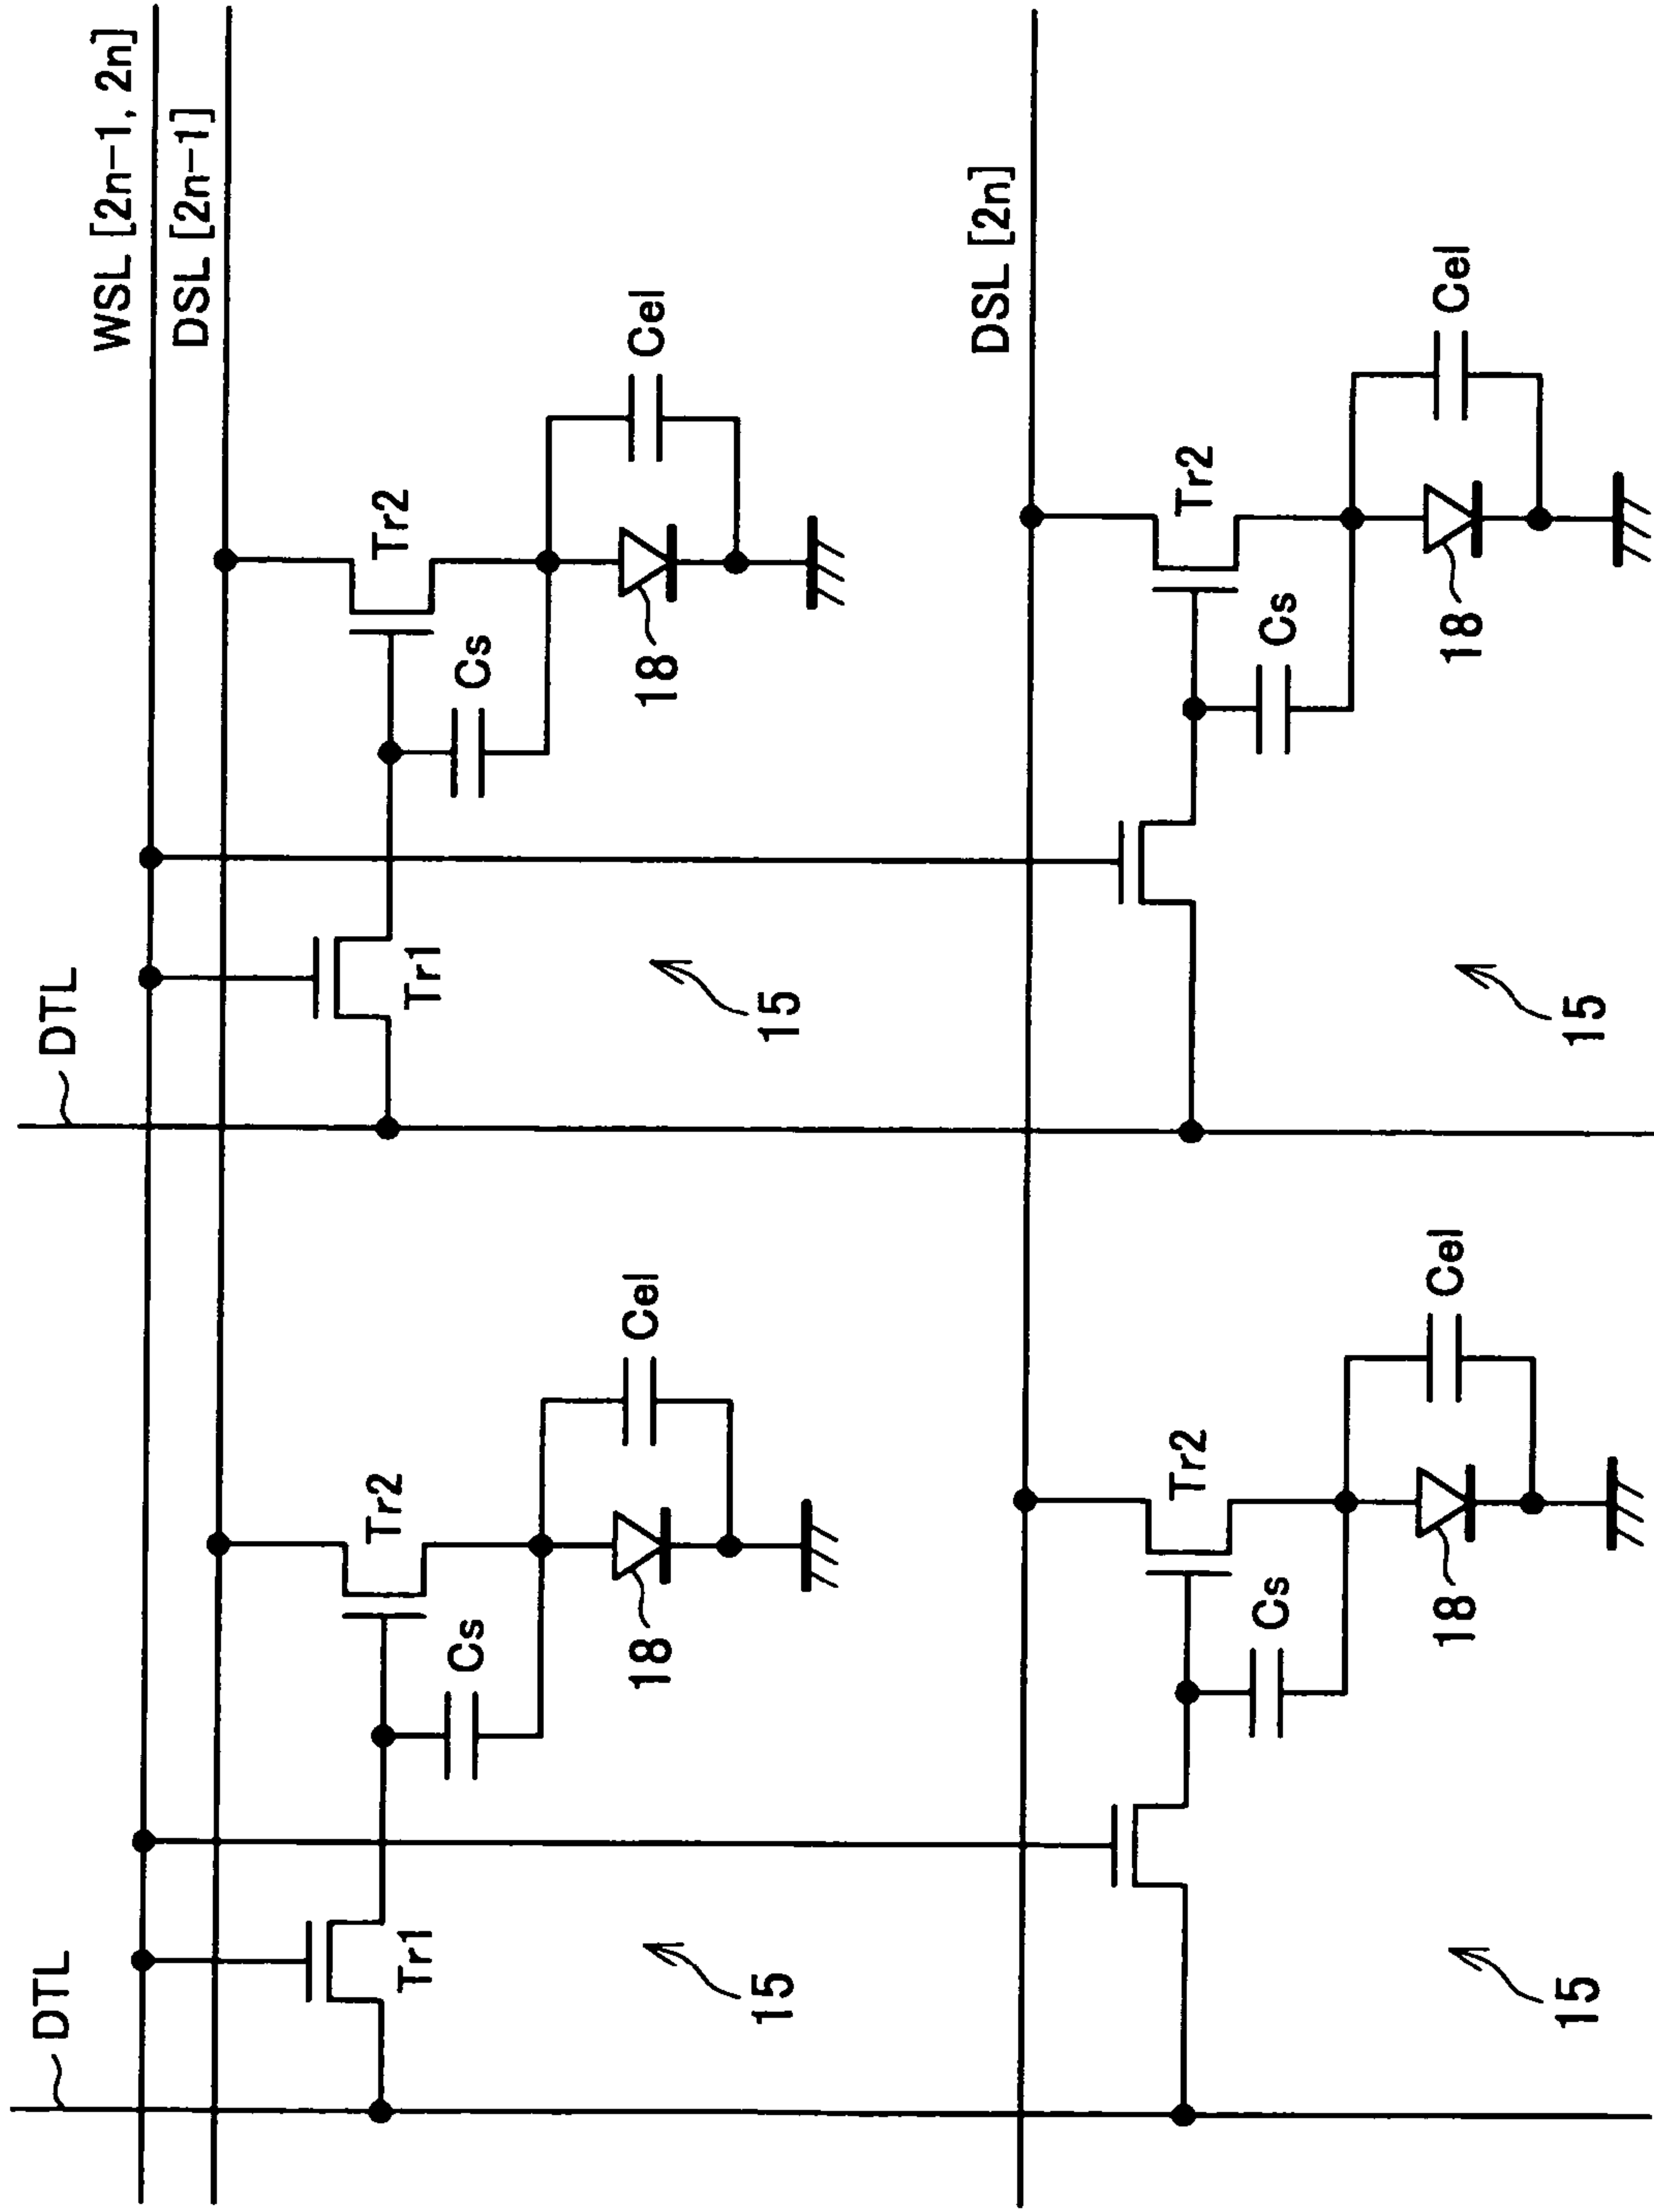 DTL
DTL
WSL [2n-1, 2n]
DSL [2n-1]
Tr2
Tr2
Tr1
Tr1
Cs
Cs
Cel
Cel
18
18
15
15
DSL [2n]
Tr2
Tr2
Cs
Cs
Cel
Cel
18
18
15
15